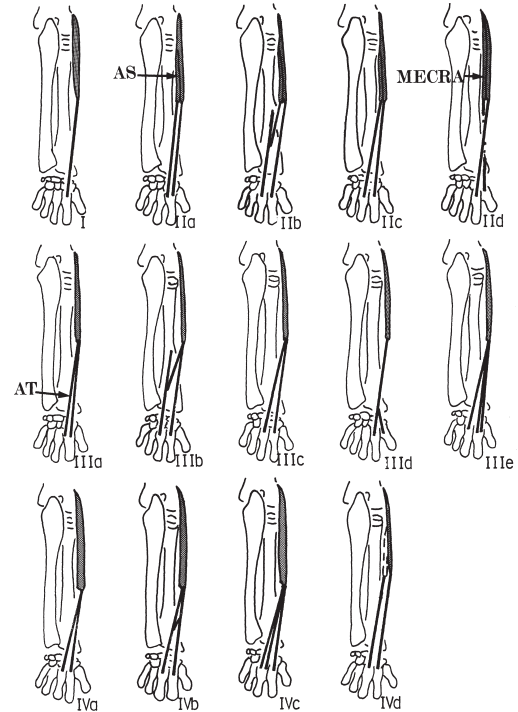 AS
MECRA
I IIa IIb IIc IId
AT
IIIa IIIb IIIc IIId IIIe
IVa IVb IVc IVd